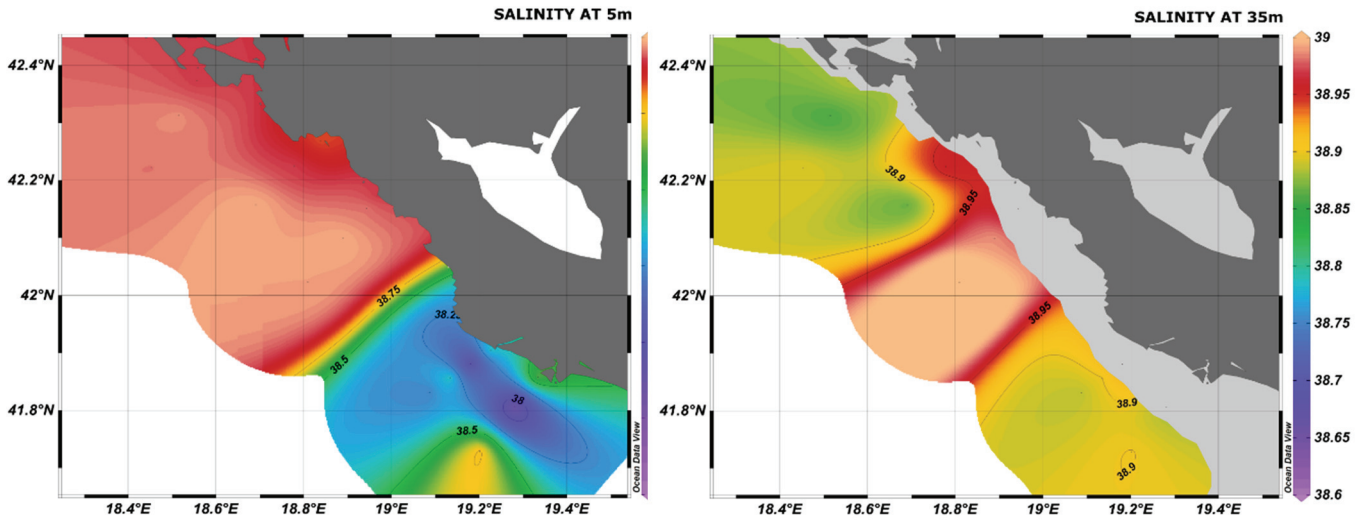 SALINITY AT 5m
42.4°N
42.2°N
42°N
41.8°N
18.4°E
18.6°E
18.8°E
19°E
19.2°E
19.4°E
38.75
38.5
38.25
38
38.5
Ocean Data View
SALINITY AT 35m
42.4°N
42.2°N
42°N
41.8°N
18.4°E
18.6°E
18.8°E
19°E
19.2°E
19.4°E
38.9
38.95
38.95
38.9
38.9
Ocean Data View
39
38.95
38.9
38.85
38.8
38.75
38.7
38.65
38.6